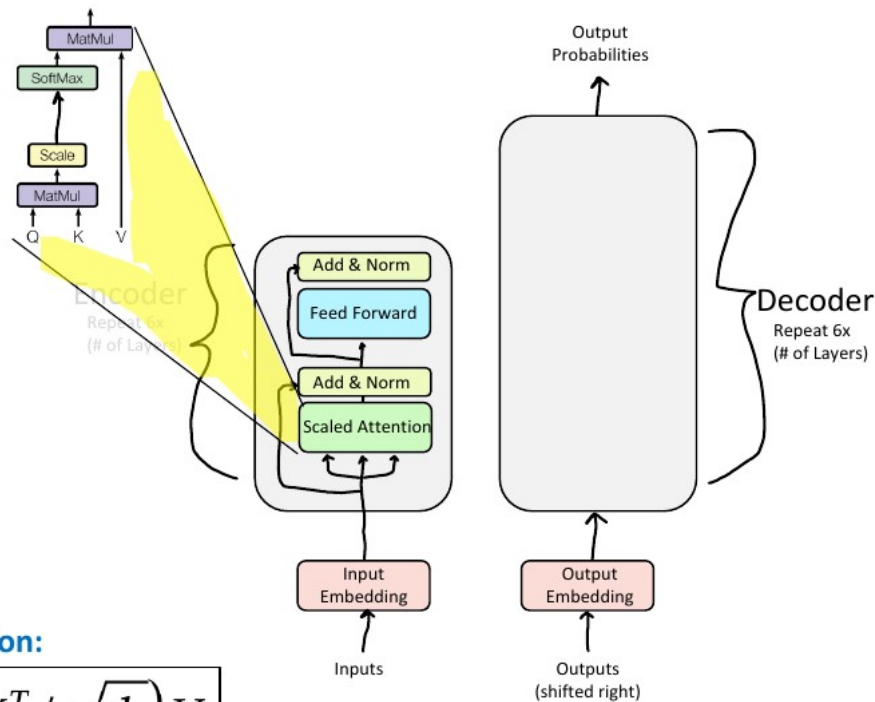 MatMul
SoftMax
Scale
MatMul
Q K V
Encoder
Repeat 6x
(# of Layers)
Add & Norm
Feed Forward
Add & Norm
Scaled Attention
Input
Embedding
Inputs
Output
Probabilities
Decoder
Repeat 6x
(# of Layers)
Output
Embedding
Outputs
(shifted right)
on: